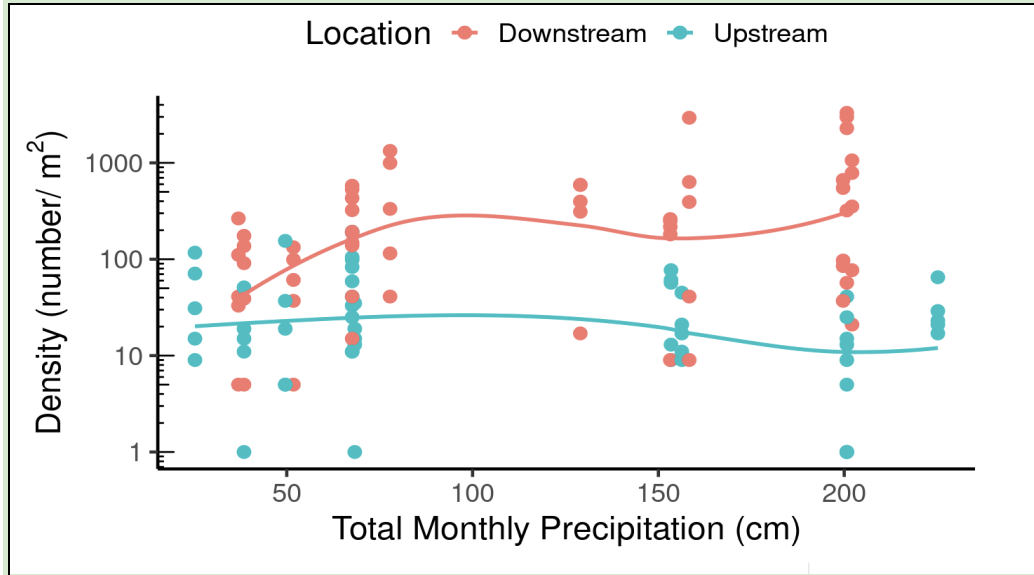 Location Downstream Upstream
Density (number/ m²)
1000
100
10
1
50 100 150 200
Total Monthly Precipitation (cm)